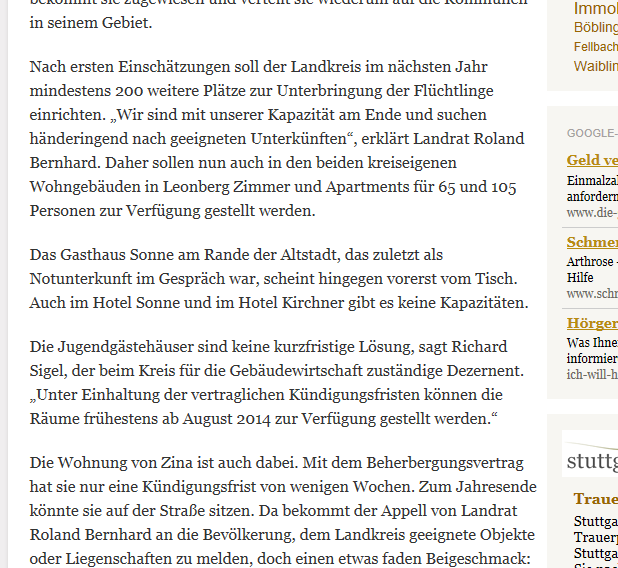 bekommt sie zugewiesen und verteilt sie wiederum auf die Kommunen
in seinem Gebiet.
Nach ersten Einschätzungen soll der Landkreis im nächsten Jahr
mindestens 200 weitere Plätze zur Unterbringung der Flüchtlinge
einrichten. „Wir sind mit unserer Kapazität am Ende und suchen
händeringend nach geeigneten Unterkünften“, erklärt Landrat Roland
Bernhard. Daher sollen nun auch in den beiden kreiseigenen
Wohngebäuden in Leonberg Zimmer und Apartments für 65 und 105
Personen zur Verfügung gestellt werden.
Das Gasthaus Sonne am Rande der Altstadt, das zuletzt als
Notunterkunft im Gespräch war, scheint hingegen vorerst vom Tisch.
Auch im Hotel Sonne und im Hotel Kirchner gibt es keine Kapazitäten.
Die Jugendgästehäuser sind keine kurzfristige Lösung, sagt Richard
Sigel, der beim Kreis für die Gebäudewirtschaft zuständige Dezernent.
„Unter Einhaltung der vertraglichen Kündigungsfristen können die
Räume frühestens ab August 2014 zur Verfügung gestellt werden.“
Die Wohnung von Zina ist auch dabei. Mit dem Beherbergungsvertrag
hat sie nur eine Kündigungsfrist von wenigen Wochen. Zum Jahresende
könnte sie auf der Straße sitzen. Da bekommt der Appell von Landrat
Roland Bernhard an die Bevölkerung, dem Landkreis geeignete Objekte
oder Liegenschaften zu melden, doch einen etwas faden Beigeschmack:
Immol
Böbling
Fellbach
Waiblin
GOOGLE-
Geld ve
Einmalzal
anfordern
www.die-
Schmer
Arthrose -
Hilfe
www.schr
Hörger
Was Ihne
informier
ich-will-h
stuttg
Traue
Stuttga
Trauerp
Stuttga